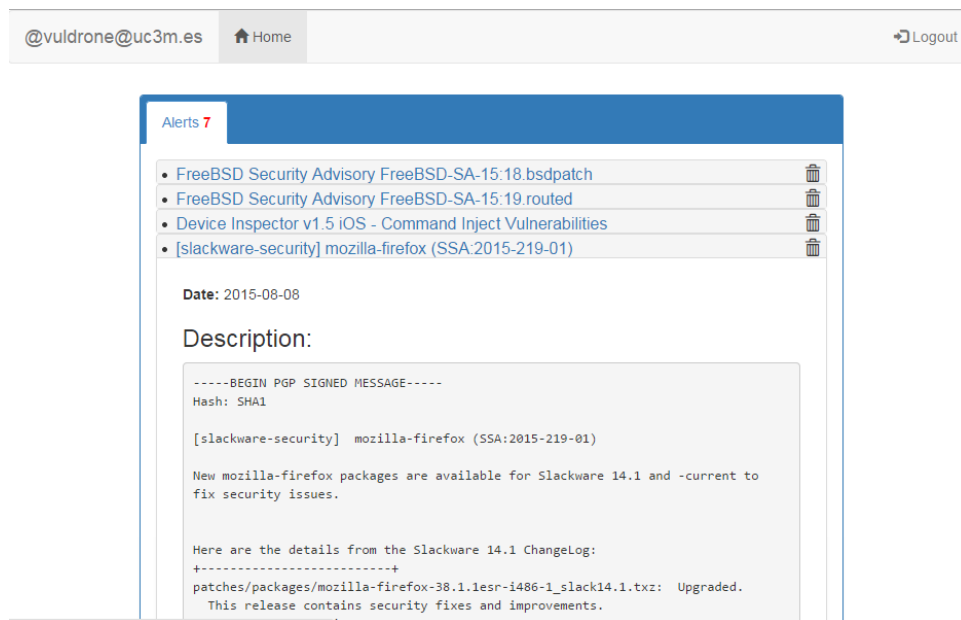 @vuldrone@uc3m.es Home Logout
Alerts 7
• FreeBSD Security Advisory FreeBSD-SA-15:18.bsdpatch
• FreeBSD Security Advisory FreeBSD-SA-15:19.routed
• Device Inspector v1.5 iOS - Command Inject Vulnerabilities
• [slackware-security] mozilla-firefox (SSA:2015-219-01)
Date: 2015-08-08
Description:
-----BEGIN PGP SIGNED MESSAGE-----
Hash: SHA1
[slackware-security]  mozilla-firefox (SSA:2015-219-01)
New mozilla-firefox packages are available for Slackware 14.1 and -current to
fix security issues.
Here are the details from the Slackware 14.1 ChangeLog:
+--------------------------+
patches/packages/mozilla-firefox-38.1.1esr-i486-1_slack14.1.txz:  Upgraded.
  This release contains security fixes and improvements.